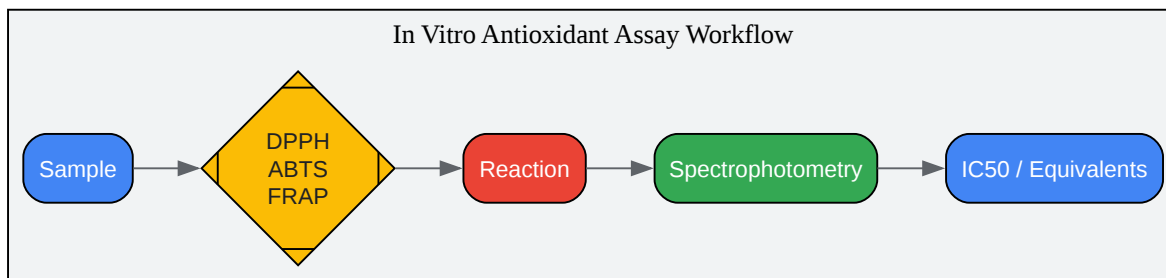 In Vitro Antioxidant Assay Workflow
Sample
DPPH
ABTS
FRAP
Reaction
Spectrophotometry
IC50 / Equivalents